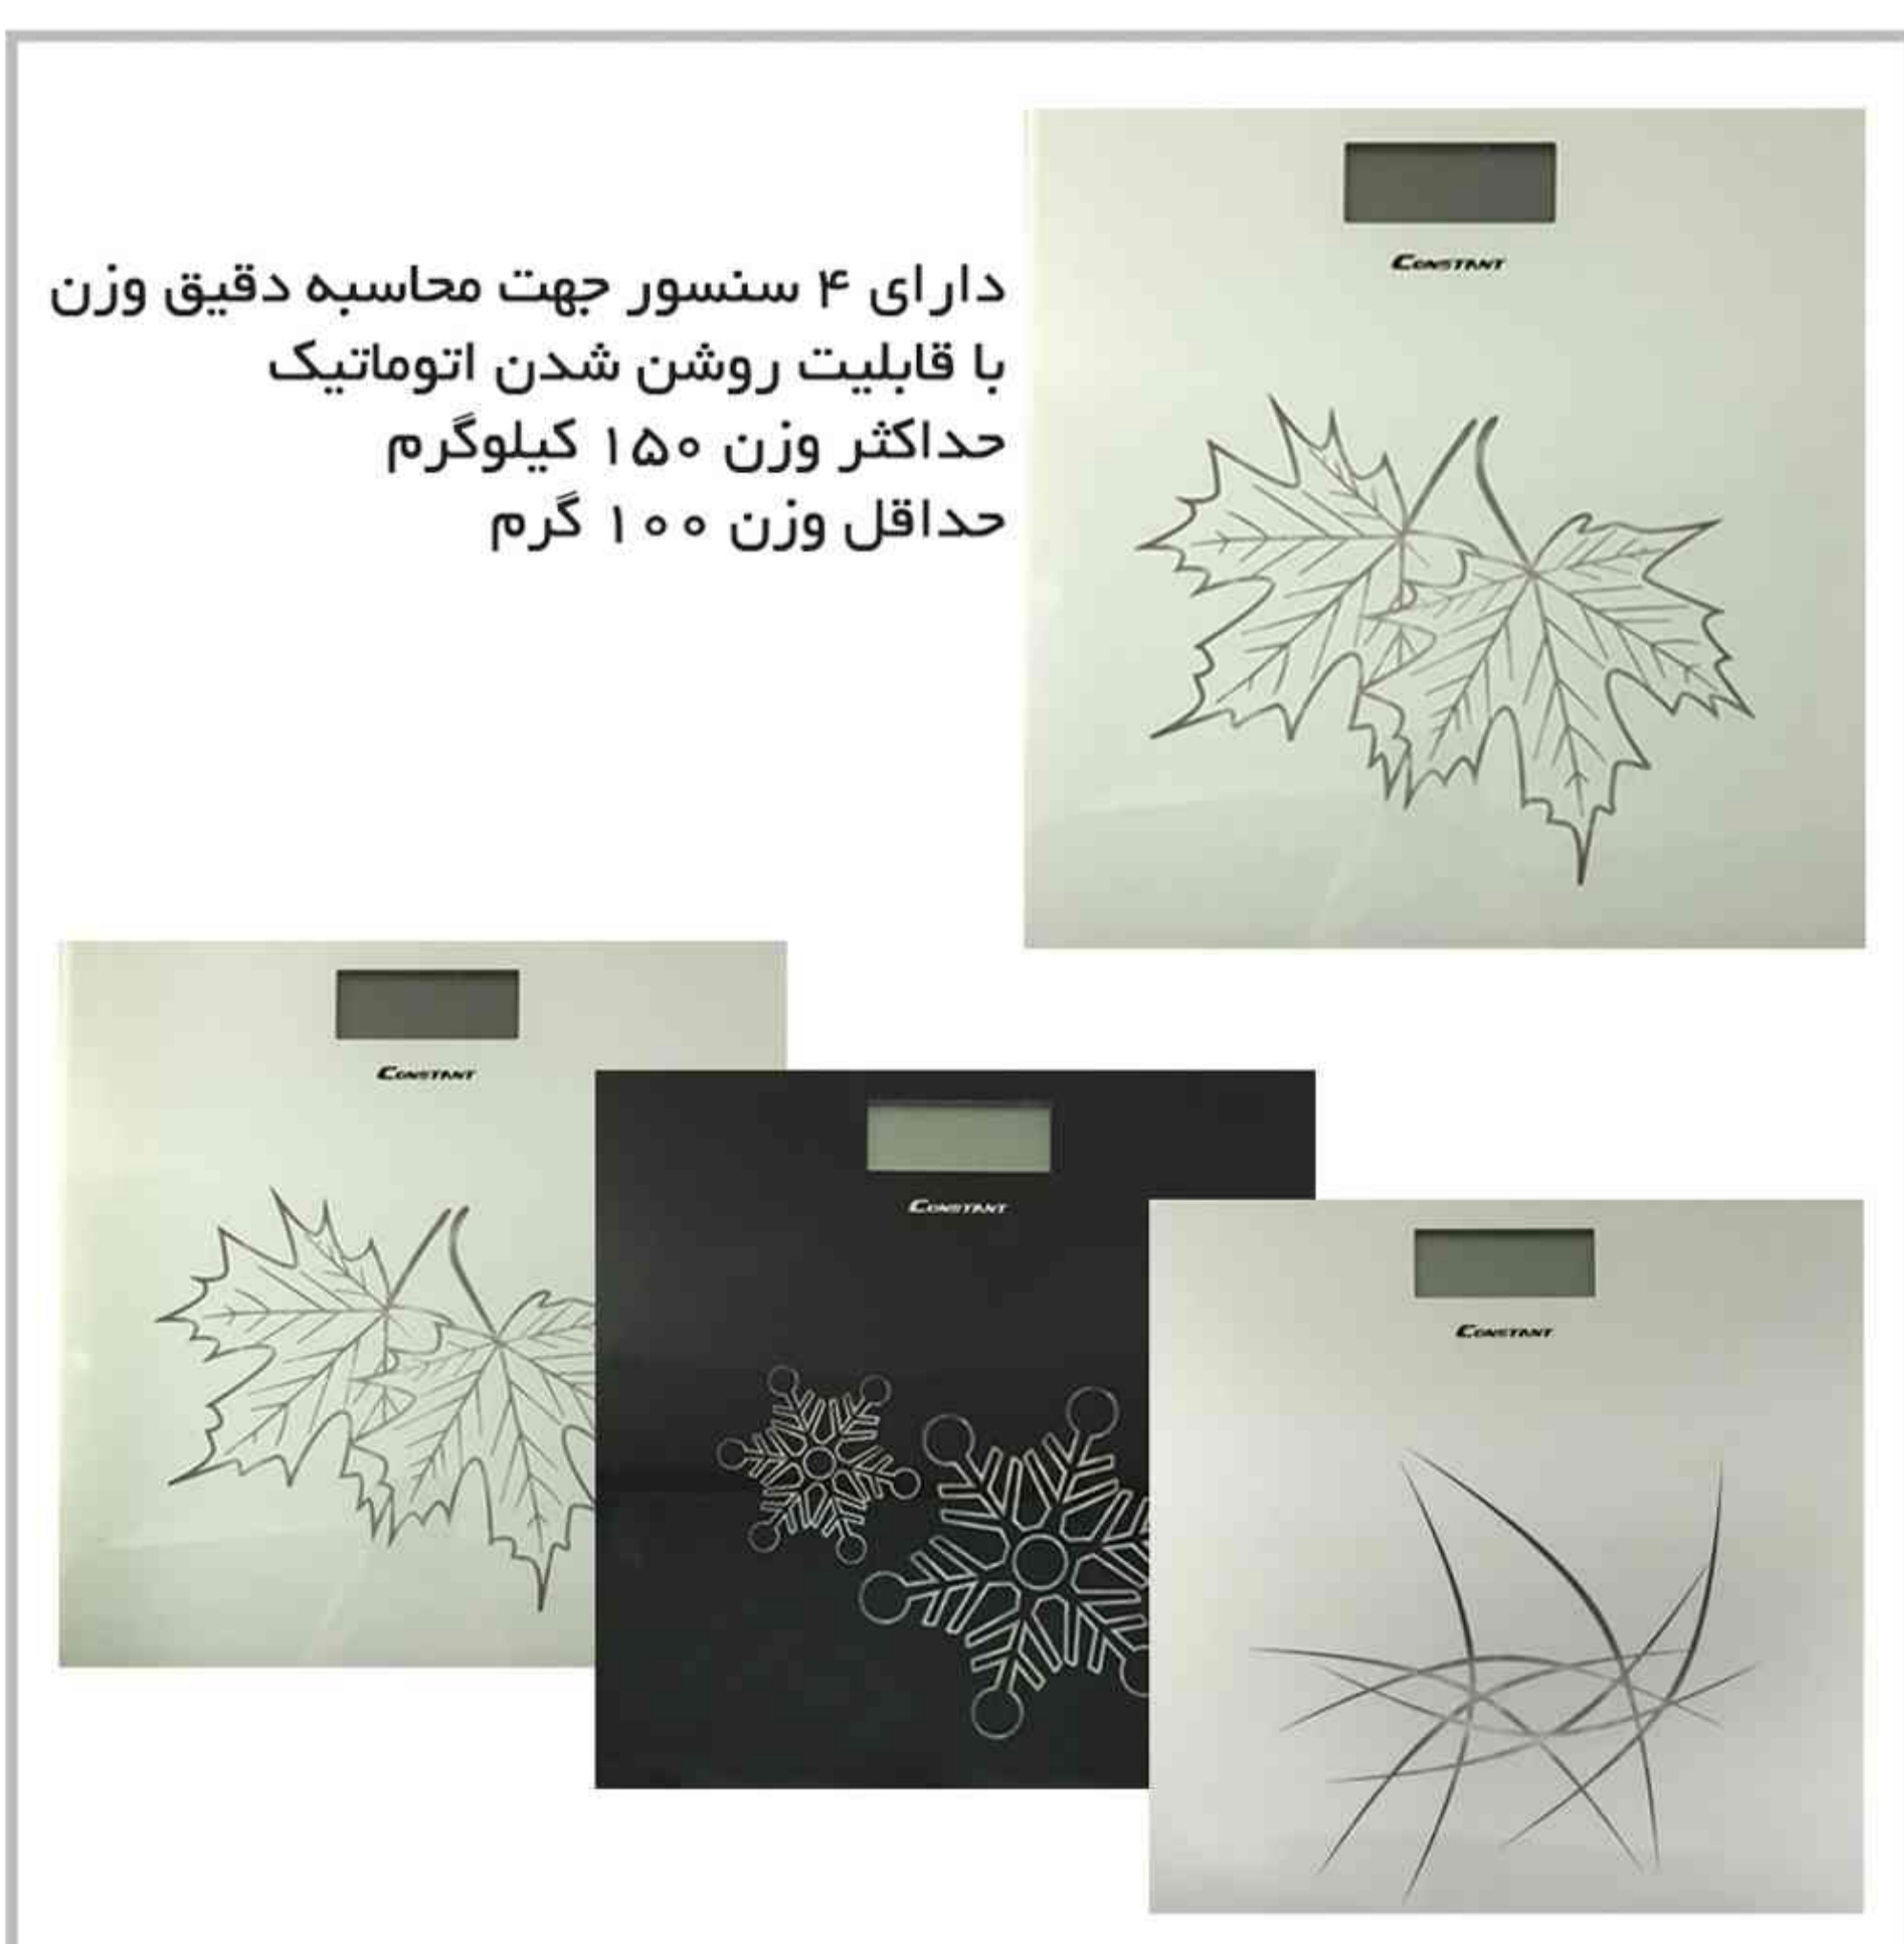 دارای ۴ سنسور جهت محاسبه دقیق وزن
با قابلیت روشن شدن اتوماتیک
حداکثر وزن ۱۵۰ کیلوگرم
حداقل وزن ۱۰۰ گرم
CONSTANT
CONSTANT
CONSTANT
CONSTANT